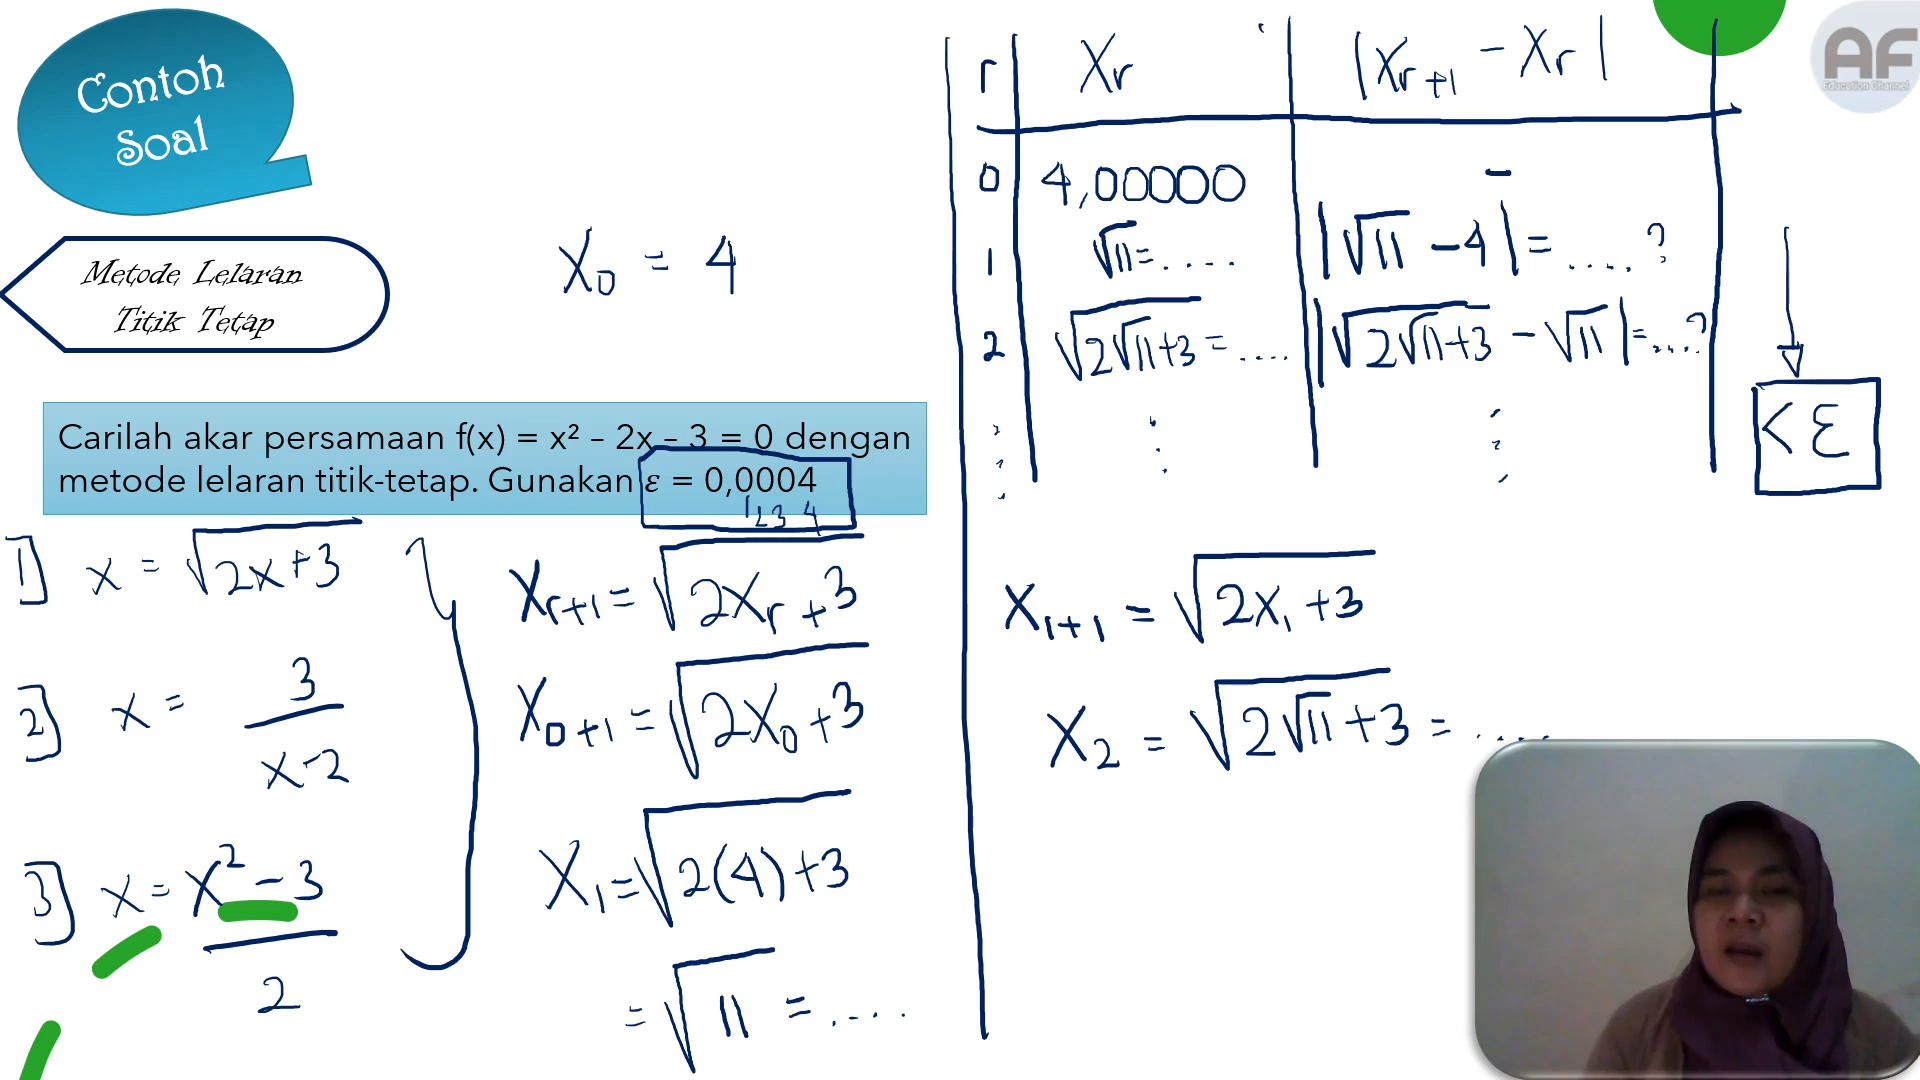 Contoh
Soal
Metode Lelaran
Titik Tetap
X₀ = 4
Carilah akar persamaan f(x) = x² – 2x – 3 = 0 dengan
metode lelaran titik-tetap. Gunakan ε = 0,0004
1 2 3 4
1] x = √(2x+3)
2] x = 3/(x-2)
3] x = (x² - 3)/2
Xr+1 = √(2Xr + 3)
X0+1 = √(2X₀ + 3)
X₁ = √(2(4) + 3)
= √11 = .....
r | Xr | |Xr+1 - Xr|
0 | 4,00000 | -
1 | √11 = ..... | |√11 - 4| = .....?
2 | √(2√11+3) = ..... | |√(2√11+3) - √11| = .....?
< ε
X1+1 = √(2X₁ + 3)
X₂ = √(2√11 + 3) = .....
AF
Education Channel